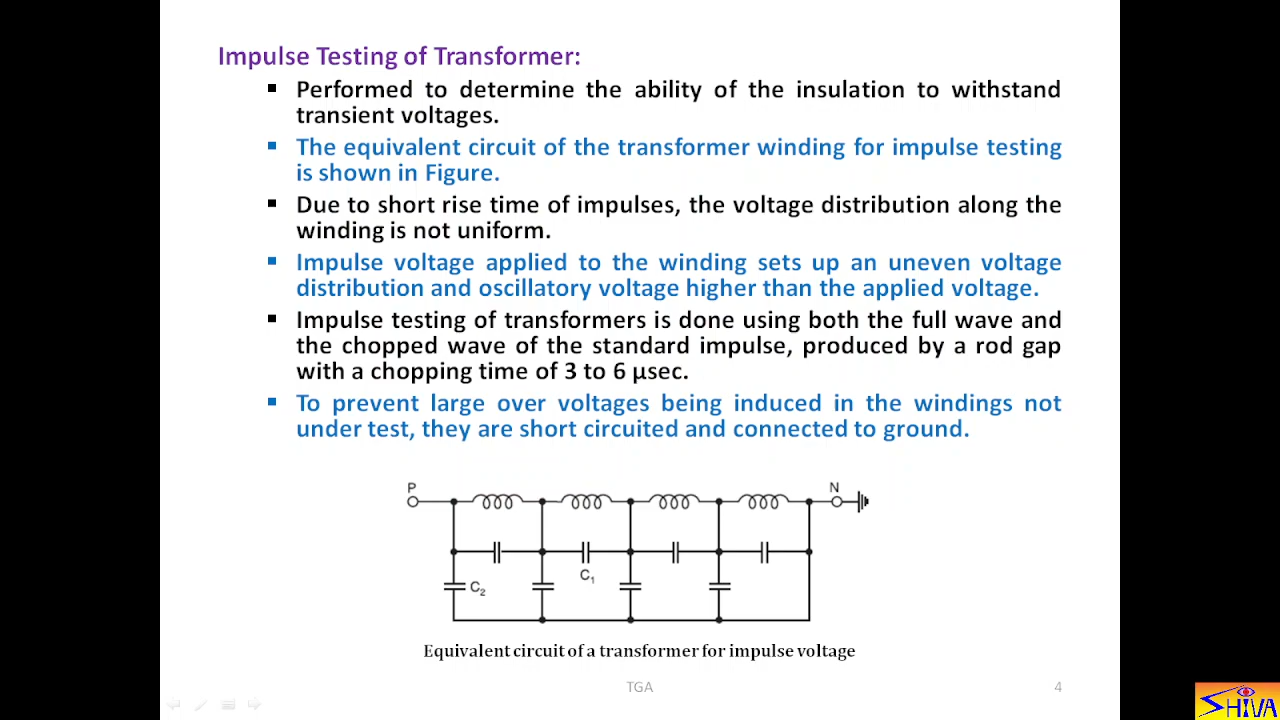 Impulse Testing of Transformer:
▪ Performed to determine the ability of the insulation to withstand
transient voltages.
▪ The equivalent circuit of the transformer winding for impulse testing
is shown in Figure.
▪ Due to short rise time of impulses, the voltage distribution along the
winding is not uniform.
▪ Impulse voltage applied to the winding sets up an uneven voltage
distribution and oscillatory voltage higher than the applied voltage.
▪ Impulse testing of transformers is done using both the full wave and
the chopped wave of the standard impulse, produced by a rod gap
with a chopping time of 3 to 6 μsec.
▪ To prevent large over voltages being induced in the windings not
under test, they are short circuited and connected to ground.
P
N
C₁
C₂
Equivalent circuit of a transformer for impulse voltage
TGA
4
SHIVA